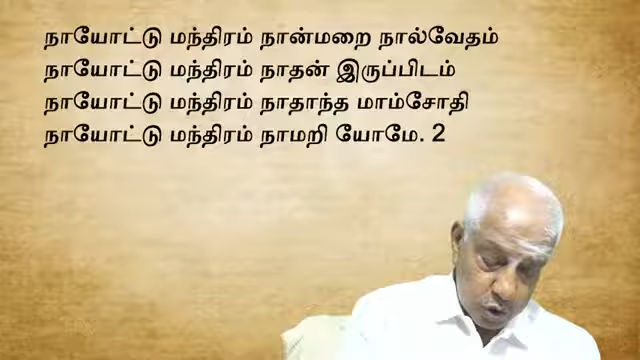 நாயோட்டு மந்திரம் நான்மறை நால்வேதம்
நாயோட்டு மந்திரம் நாதன் இருப்பிடம்
நாயோட்டு மந்திரம் நாதாந்த மாம்சோதி
நாயோட்டு மந்திரம் நாமறி யோமே. 2